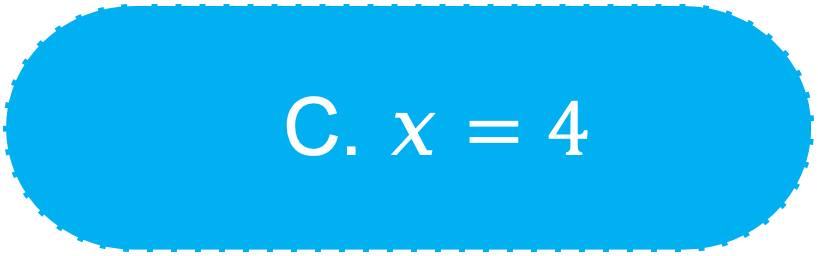 C. x = 4